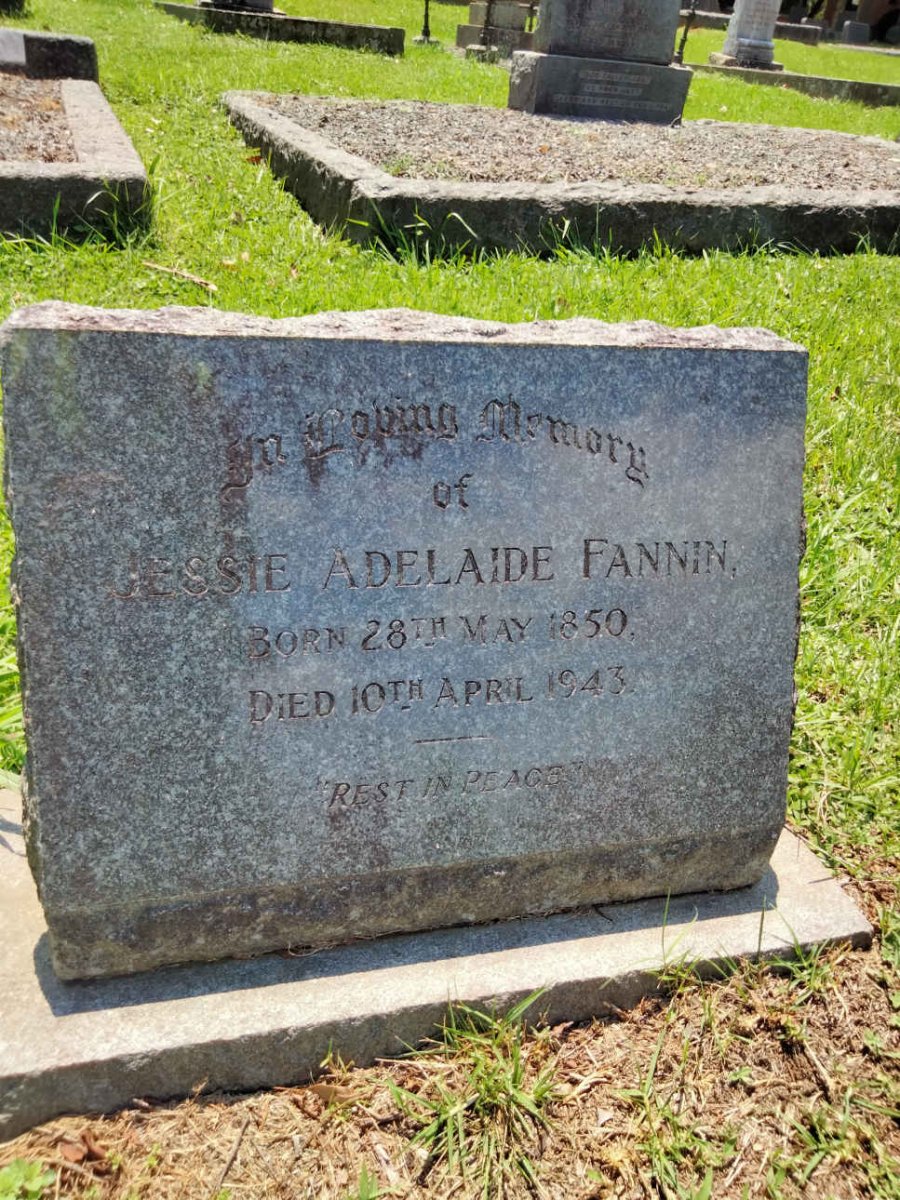 In Loving Memory
of
JESSIE ADELAIDE FANNIN,
BORN 28TH MAY 1850,
DIED 10TH APRIL 1943.
"REST IN PEACE"